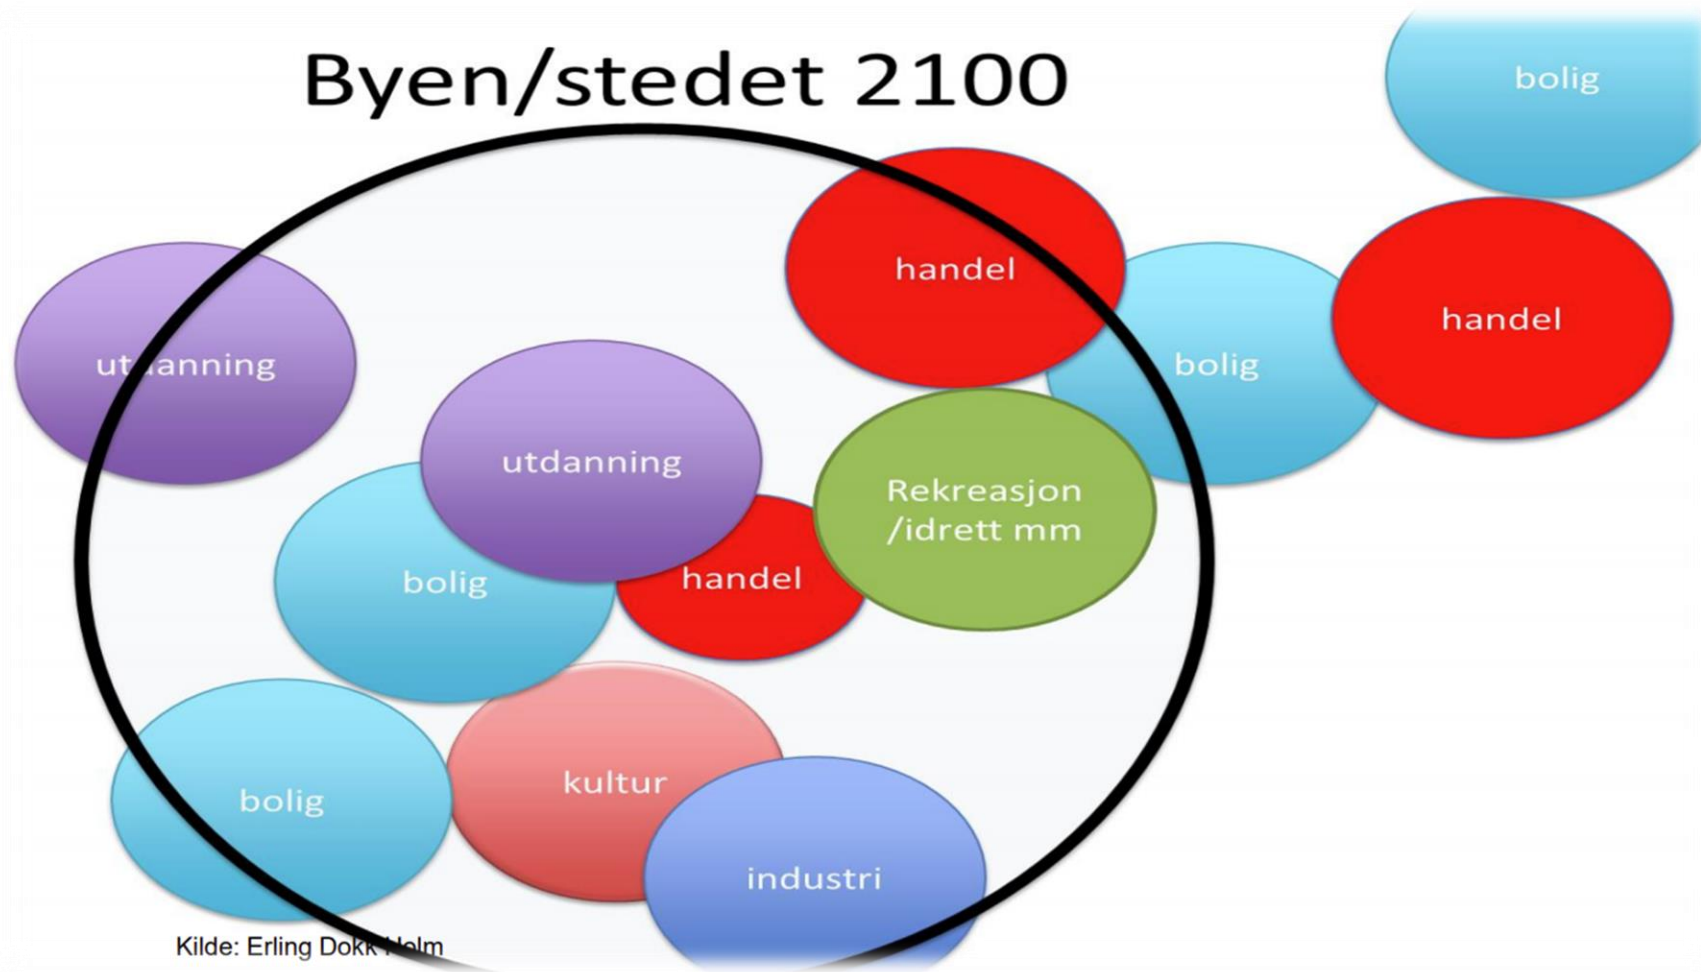 Byen/stedet 2100
bolig
handel
handel
utdanning
bolig
utdanning
Rekreasjon
/idrett mm
bolig
handel
kultur
bolig
industri
Kilde: Erling Dokk Holm